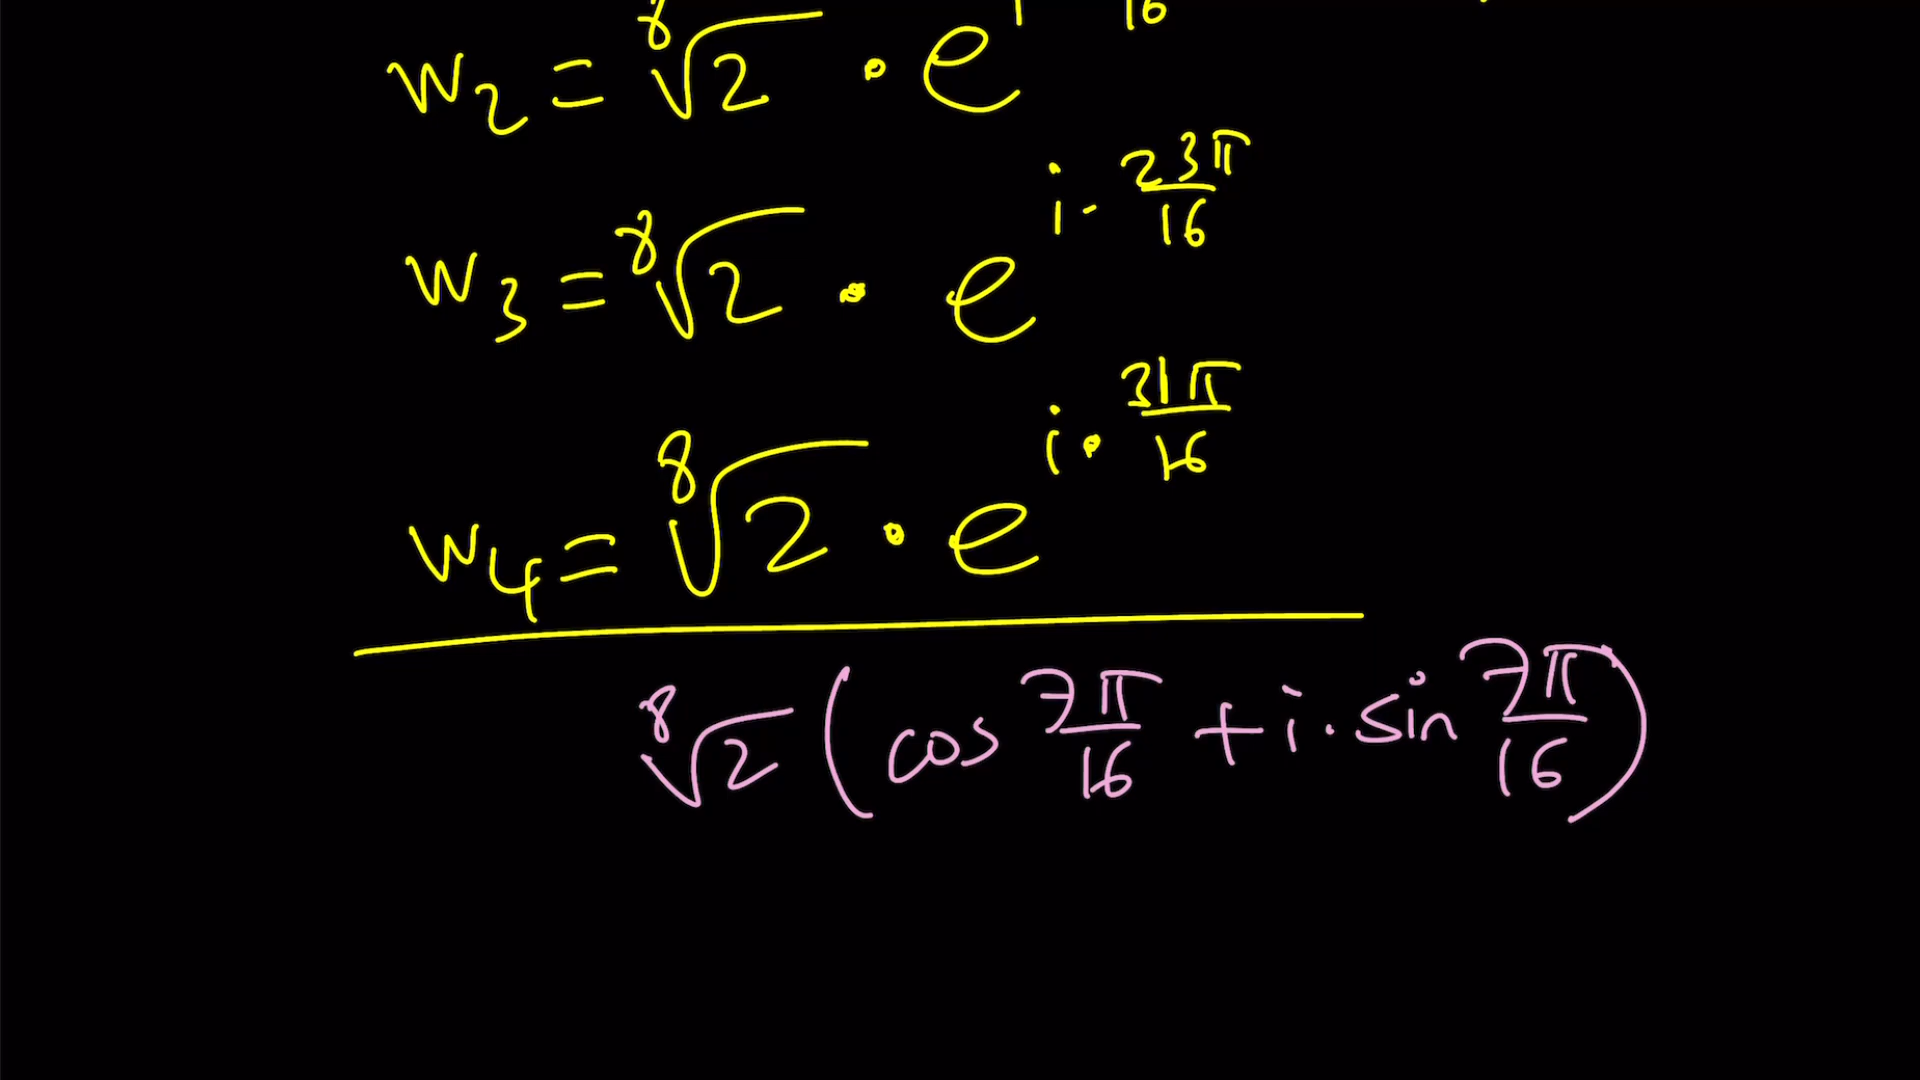 w₂ = ⁸√2 · e^(i 16)
w₃ = ⁸√2 · e^(i · 23π/16)
w₄ = ⁸√2 · e^(i · 31π/16)
⁸√2 (cos 7π/16 + i · sin 7π/16)